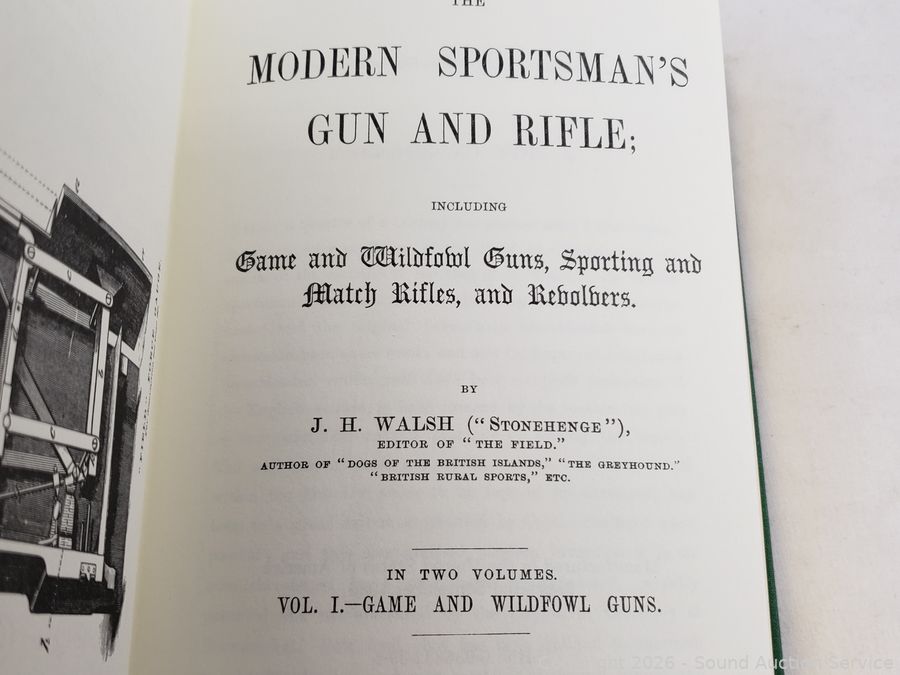 THE
MODERN SPORTSMAN'S
GUN AND RIFLE;
INCLUDING
Game and Wildfowl Guns, Sporting and
Match Rifles, and Revolvers.
BY
J. H. WALSH ("STONEHENGE"),
EDITOR OF "THE FIELD."
AUTHOR OF "DOGS OF THE BRITISH ISLANDS," "THE GREYHOUND."
"BRITISH RURAL SPORTS," ETC.
IN TWO VOLUMES.
VOL. I.—GAME AND WILDFOWL GUNS.
Copyright 2026 - Sound Auction Service